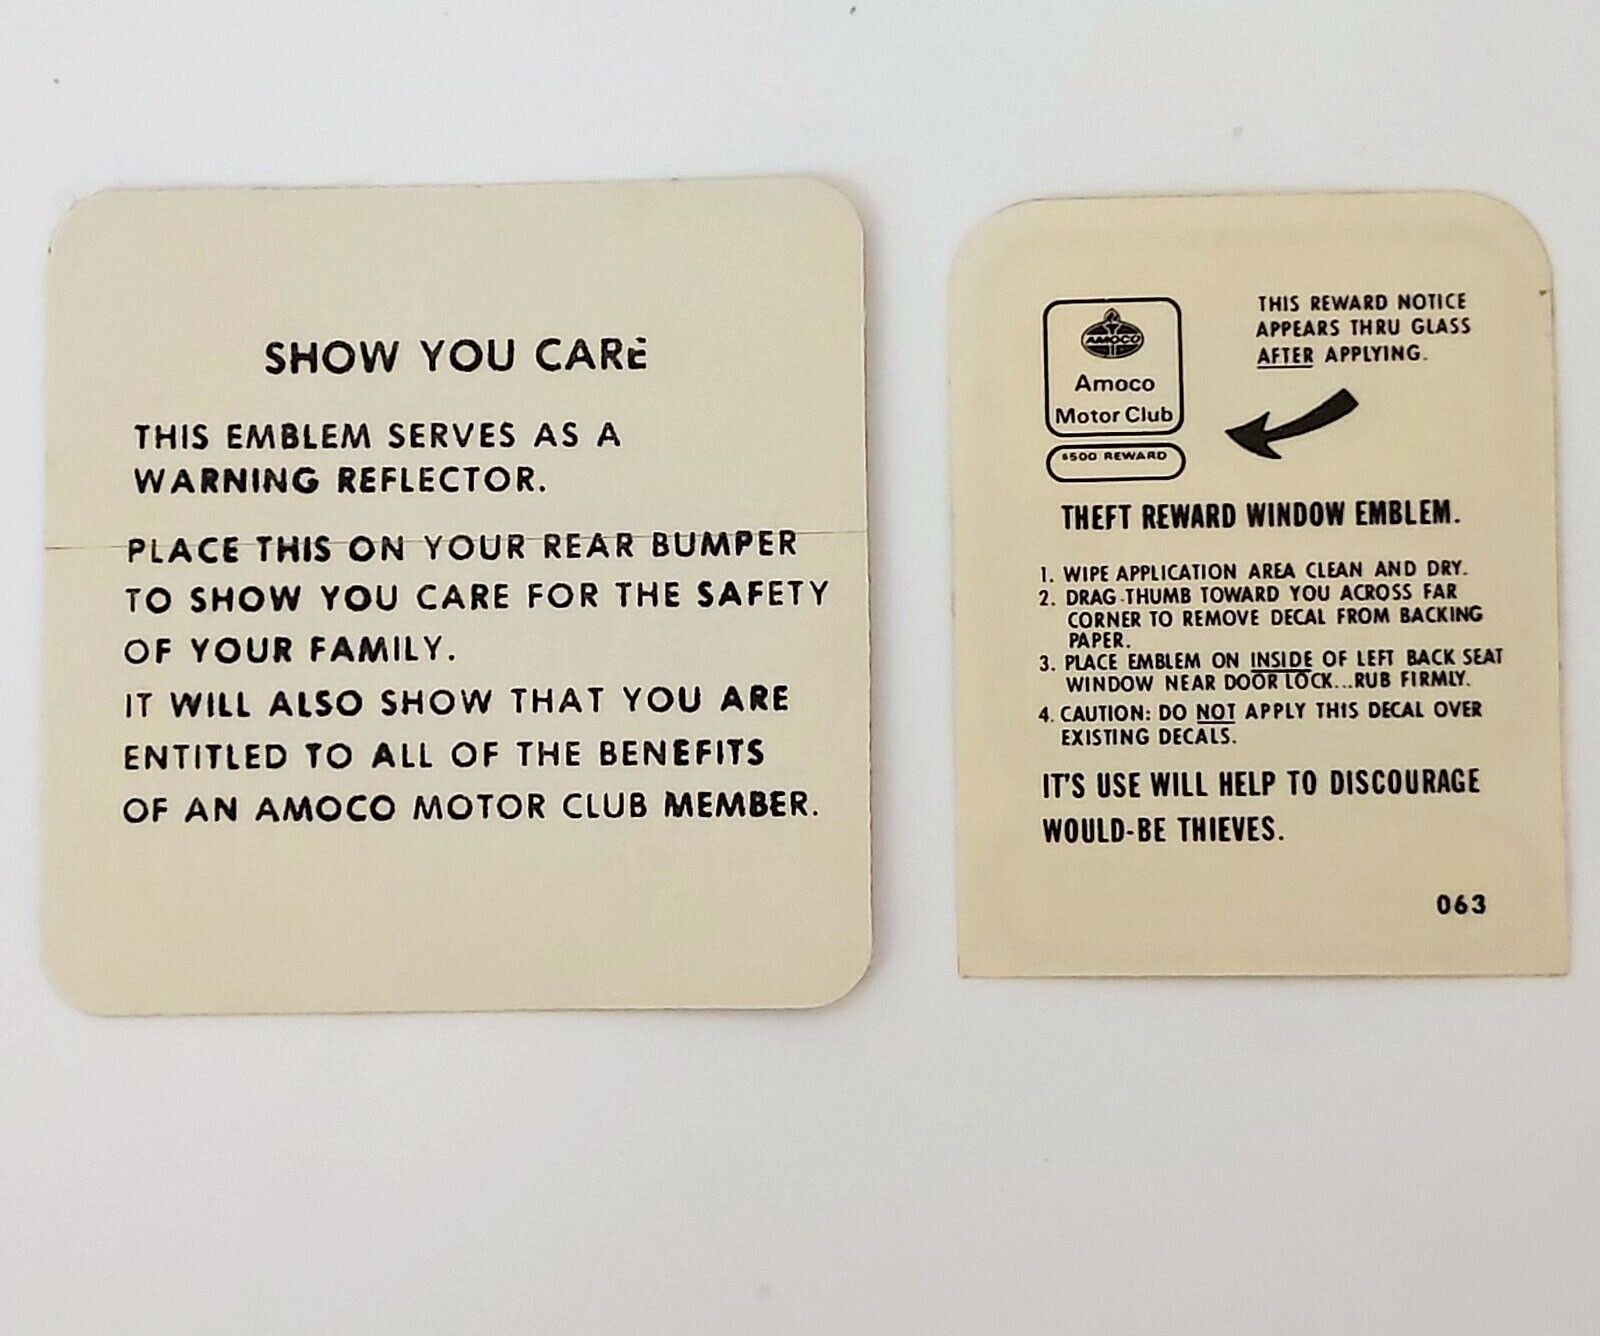 SHOW YOU CARE
THIS EMBLEM SERVES AS A
WARNING REFLECTOR.
PLACE THIS ON YOUR REAR BUMPER
TO SHOW YOU CARE FOR THE SAFETY
OF YOUR FAMILY.
IT WILL ALSO SHOW THAT YOU ARE
ENTITLED TO ALL OF THE BENEFITS
OF AN AMOCO MOTOR CLUB MEMBER.
AMOCO
Amoco
Motor Club
$500 REWARD
THIS REWARD NOTICE
APPEARS THRU GLASS
AFTER APPLYING.
THEFT REWARD WINDOW EMBLEM.
1. WIPE APPLICATION AREA CLEAN AND DRY.
2. DRAG THUMB TOWARD YOU ACROSS FAR
CORNER TO REMOVE DECAL FROM BACKING
PAPER.
3. PLACE EMBLEM ON INSIDE OF LEFT BACK SEAT
WINDOW NEAR DOOR LOCK...RUB FIRMLY.
4. CAUTION: DO NOT APPLY THIS DECAL OVER
EXISTING DECALS.
IT'S USE WILL HELP TO DISCOURAGE
WOULD-BE THIEVES.
063